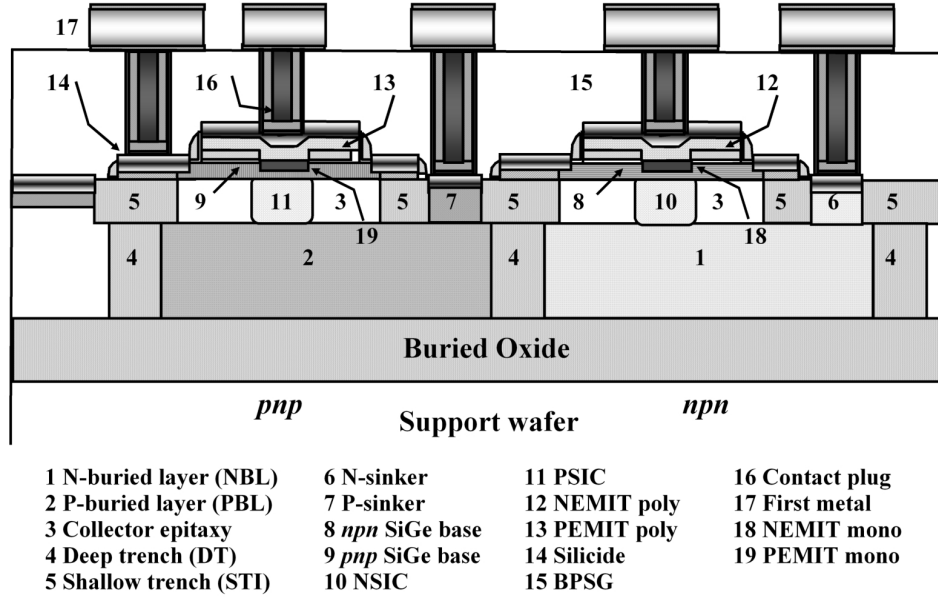 17
14
16
13
15
12
5
9
11
3
5
7
5
8
10
3
5
6
5
19
18
4
2
4
1
4
Buried Oxide
pnp
npn
Support wafer
1 N-buried layer (NBL)
2 P-buried layer (PBL)
3 Collector epitaxy
4 Deep trench (DT)
5 Shallow trench (STI)
6 N-sinker
7 P-sinker
8 npn SiGe base
9 pnp SiGe base
10 NSIC
11 PSIC
12 NEMIT poly
13 PEMIT poly
14 Silicide
15 BPSG
16 Contact plug
17 First metal
18 NEMIT mono
19 PEMIT mono